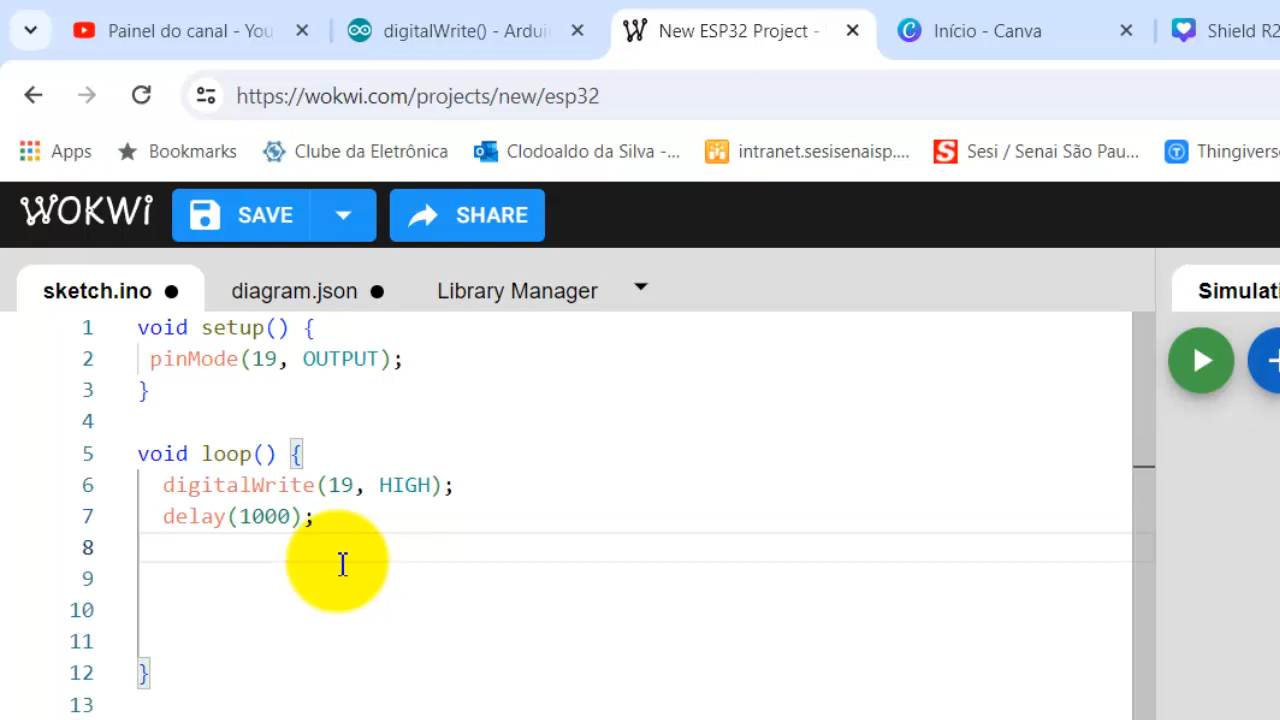 Painel do canal - You
digitalWrite() - Ardui
New ESP32 Project -
Início - Canva
Shield R2
https://wokwi.com/projects/new/esp32
Apps
Bookmarks
Clube da Eletrônica
Clodoaldo da Silva -...
intranet.sesisenaisp....
Sesi / Senai São Pau...
Thingivers
WOKWi
SAVE
SHARE
sketch.ino
diagram.json
Library Manager
Simulati
1 void setup() {
2 pinMode(19, OUTPUT);
3 }
4
5 void loop() {
6 digitalWrite(19, HIGH);
7 delay(1000);
8
9
10
11
12 }
13